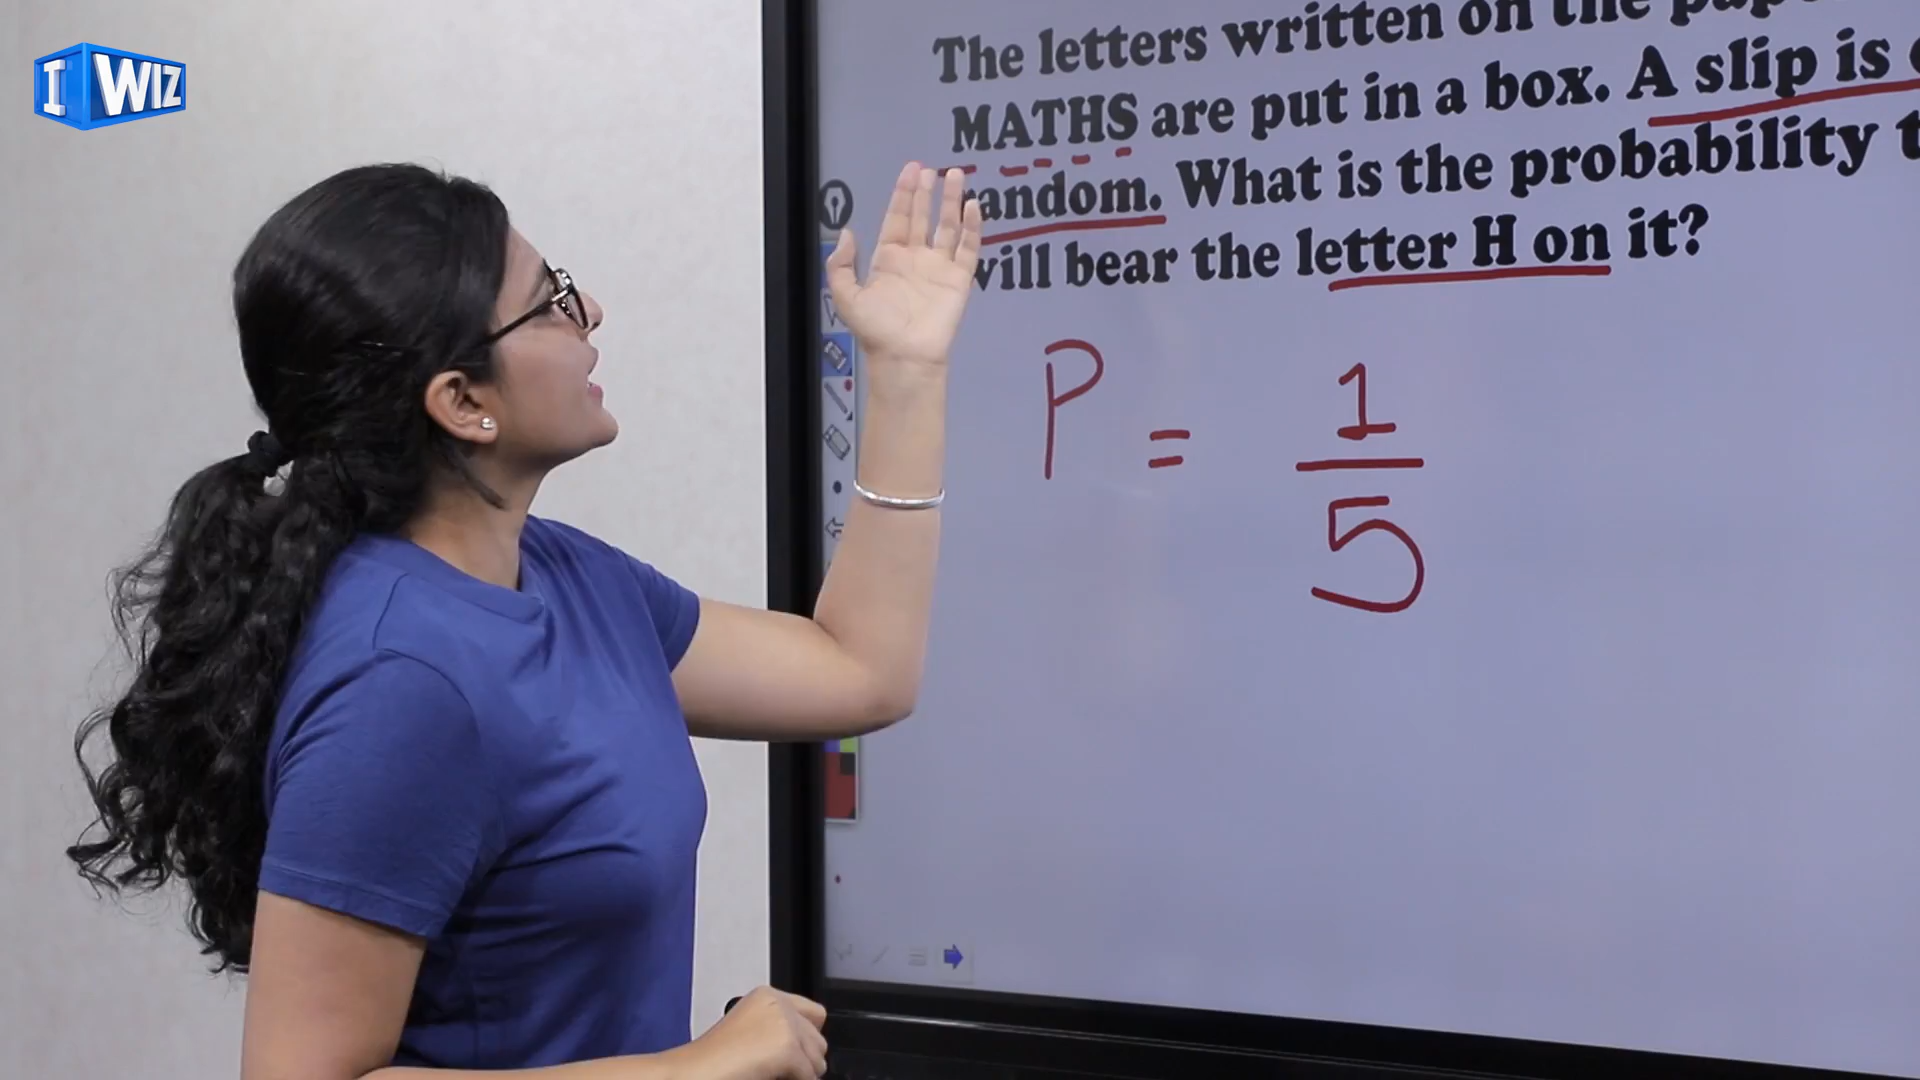 I WIZ
The letters written on the
MATHS are put in a box. A slip is
random. What is the probability
will bear the letter H on it?
P = 1
5